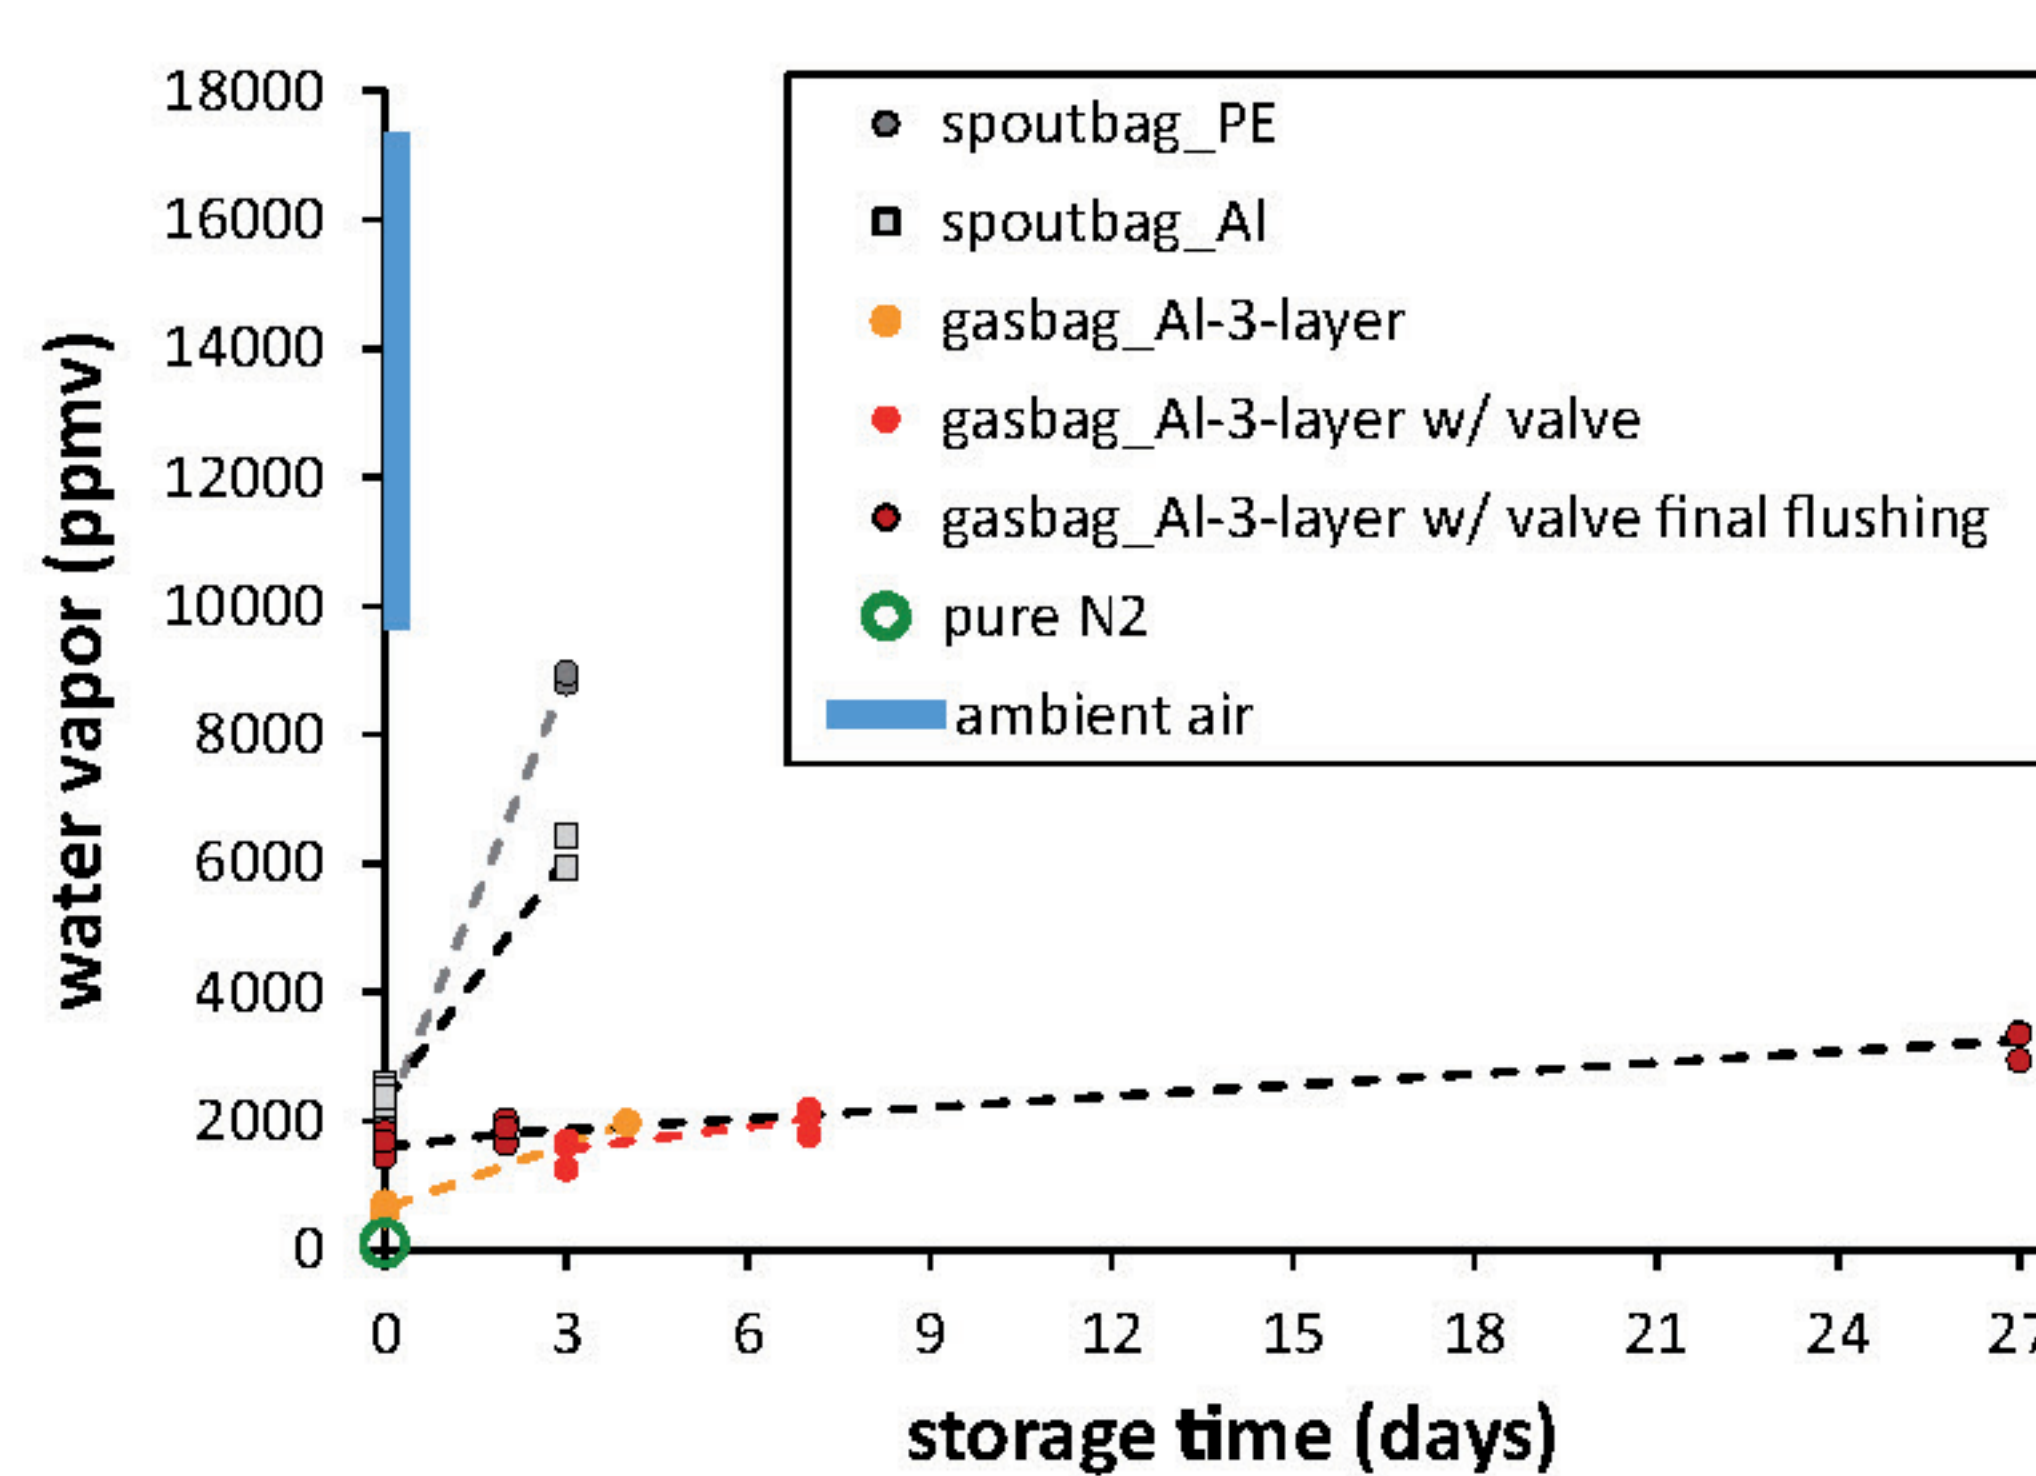 18000
16000
14000
12000
10000
8000
6000
4000
2000
0
water vapor (ppmv)
spoutbag_PE
spoutbag_Al
gasbag_Al-3-layer
gasbag_Al-3-layer w/ valve
gasbag_Al-3-layer w/ valve final flushing
pure N2
ambient air
0 3 6 9 12 15 18 21 24 27
storage time (days)